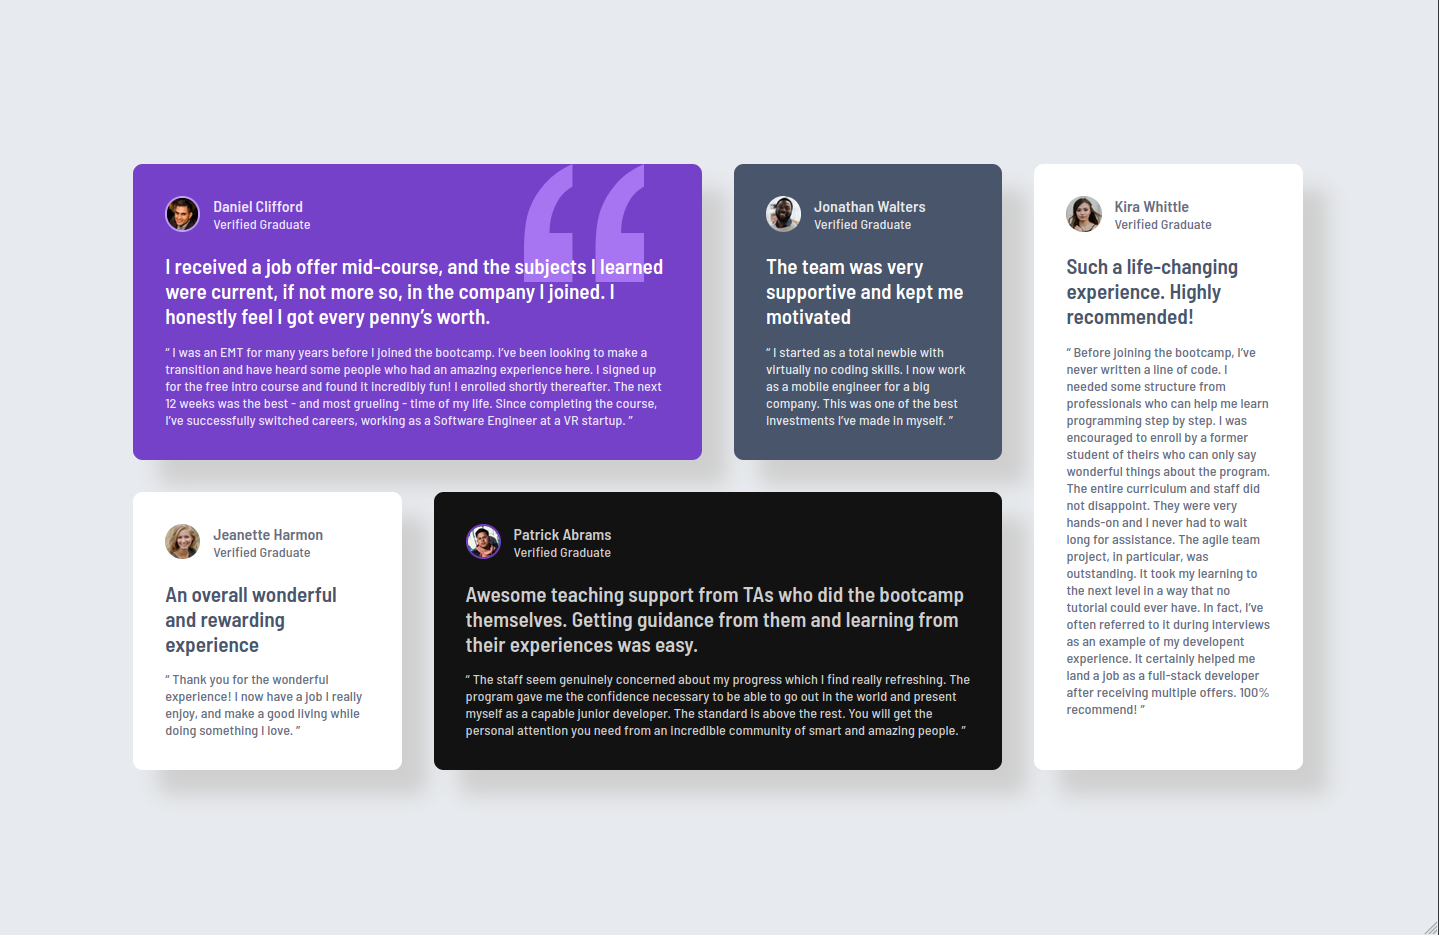 Daniel Clifford
Verified Graduate
I received a job offer mid-course, and the subjects I learned
were current, if not more so, in the company I joined. I
honestly feel I got every penny’s worth.
“ I was an EMT for many years before I joined the bootcamp. I’ve been looking to make a
transition and have heard some people who had an amazing experience here. I signed up
for the free intro course and found it incredibly fun! I enrolled shortly thereafter. The next
12 weeks was the best - and most grueling - time of my life. Since completing the course,
I’ve successfully switched careers, working as a Software Engineer at a VR startup. ”
Jonathan Walters
Verified Graduate
The team was very
supportive and kept me
motivated
“ I started as a total newbie with
virtually no coding skills. I now work
as a mobile engineer for a big
company. This was one of the best
investments I’ve made in myself. ”
Kira Whittle
Verified Graduate
Such a life-changing
experience. Highly
recommended!
“ Before joining the bootcamp, I’ve
never written a line of code. I
needed some structure from
professionals who can help me learn
programming step by step. I was
encouraged to enroll by a former
student of theirs who can only say
wonderful things about the program.
The entire curriculum and staff did
not disappoint. They were very
hands-on and I never had to wait
long for assistance. The agile team
project, in particular, was
outstanding. It took my learning to
the next level in a way that no
tutorial could ever have. In fact, I’ve
often referred to it during interviews
as an example of my developent
experience. It certainly helped me
land a job as a full-stack developer
after receiving multiple offers. 100%
recommend! ”
Jeanette Harmon
Verified Graduate
An overall wonderful
and rewarding
experience
“ Thank you for the wonderful
experience! I now have a job I really
enjoy, and make a good living while
doing something I love. ”
Patrick Abrams
Verified Graduate
Awesome teaching support from TAs who did the bootcamp
themselves. Getting guidance from them and learning from
their experiences was easy.
“ The staff seem genuinely concerned about my progress which I find really refreshing. The
program gave me the confidence necessary to be able to go out in the world and present
myself as a capable junior developer. The standard is above the rest. You will get the
personal attention you need from an incredible community of smart and amazing people. ”